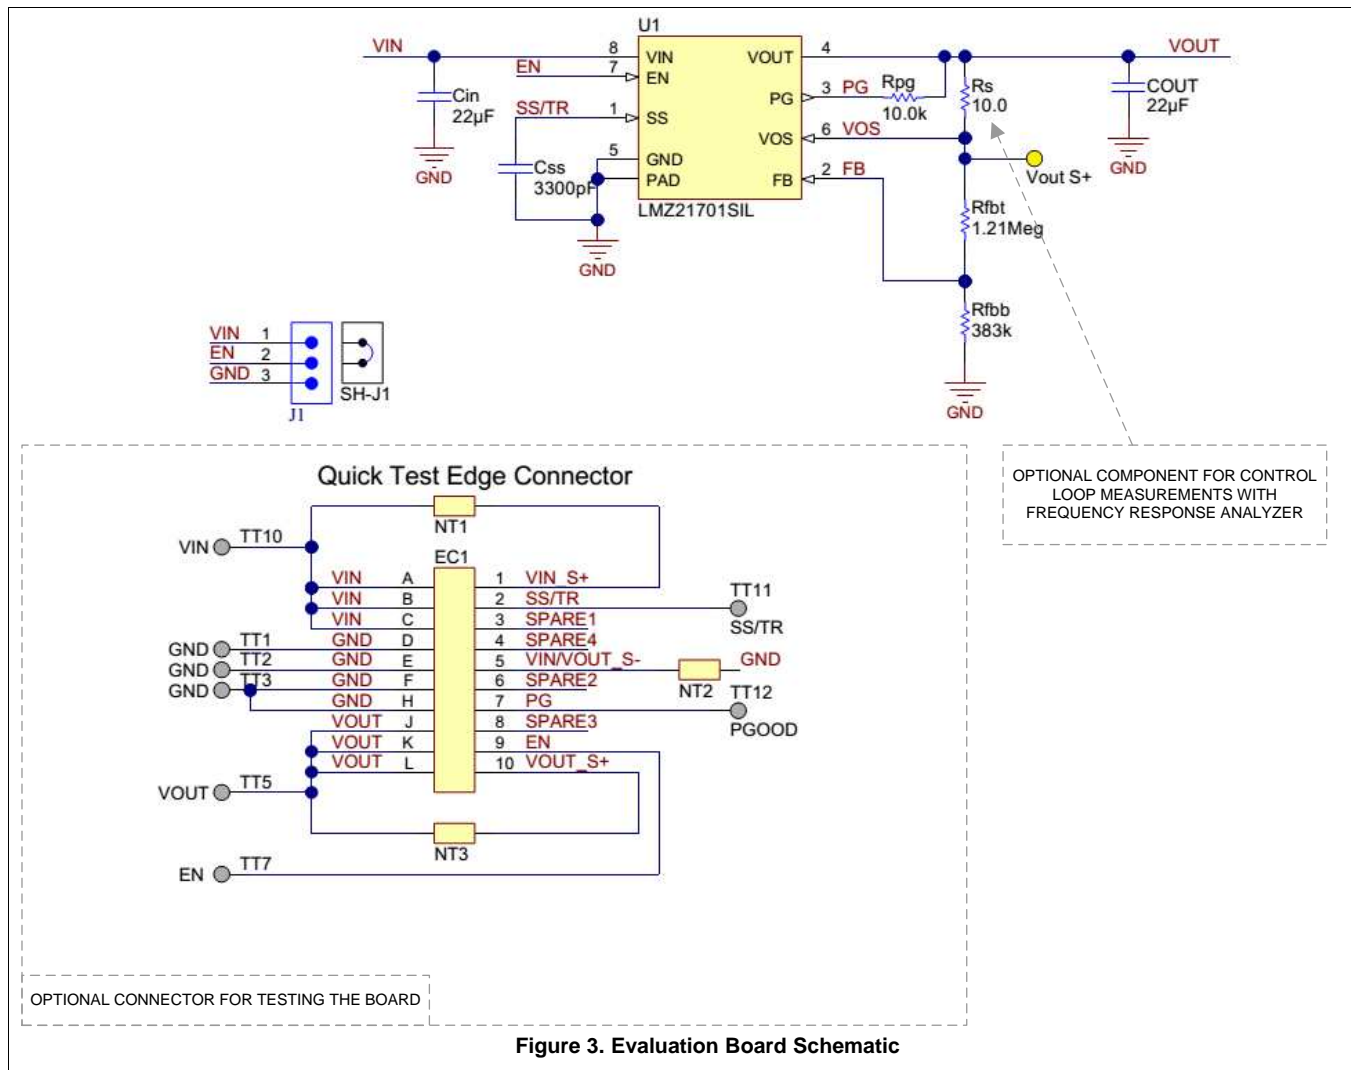 U1
VIN
8
VIN
VOUT
4
VOUT
EN
7
EN
Cin
22µF
GND
SS/TR
1
SS
PG
3
PG
Rpg
10.0k
Rs
10.0
COUT
22µF
GND
VOS
6
VOS
Css
3300pF
5
GND
PAD
FB
2
FB
Vout S+
LMZ21701SIL
GND
Rfbt
1.21Meg
Rfbb
383k
GND
VIN 1
EN 2
GND 3
J1
SH-J1
OPTIONAL COMPONENT FOR CONTROL
LOOP MEASUREMENTS WITH
FREQUENCY RESPONSE ANALYZER
Quick Test Edge Connector
NT1
VIN TT10
EC1
VIN A 1 VIN_S+
VIN B 2 SS/TR
TT11
SS/TR
VIN C 3 SPARE1
GND TT1 GND D 4 SPARE4
GND TT2 GND E 5 VIN/VOUT_S- GND
NT2
GND TT3 GND F 6 SPARE2
GND H 7 PG
TT12
PGOOD
VOUT J 8 SPARE3
VOUT K 9 EN
VOUT L 10 VOUT_S+
VOUT TT5
NT3
EN TT7
OPTIONAL CONNECTOR FOR TESTING THE BOARD
Figure 3. Evaluation Board Schematic